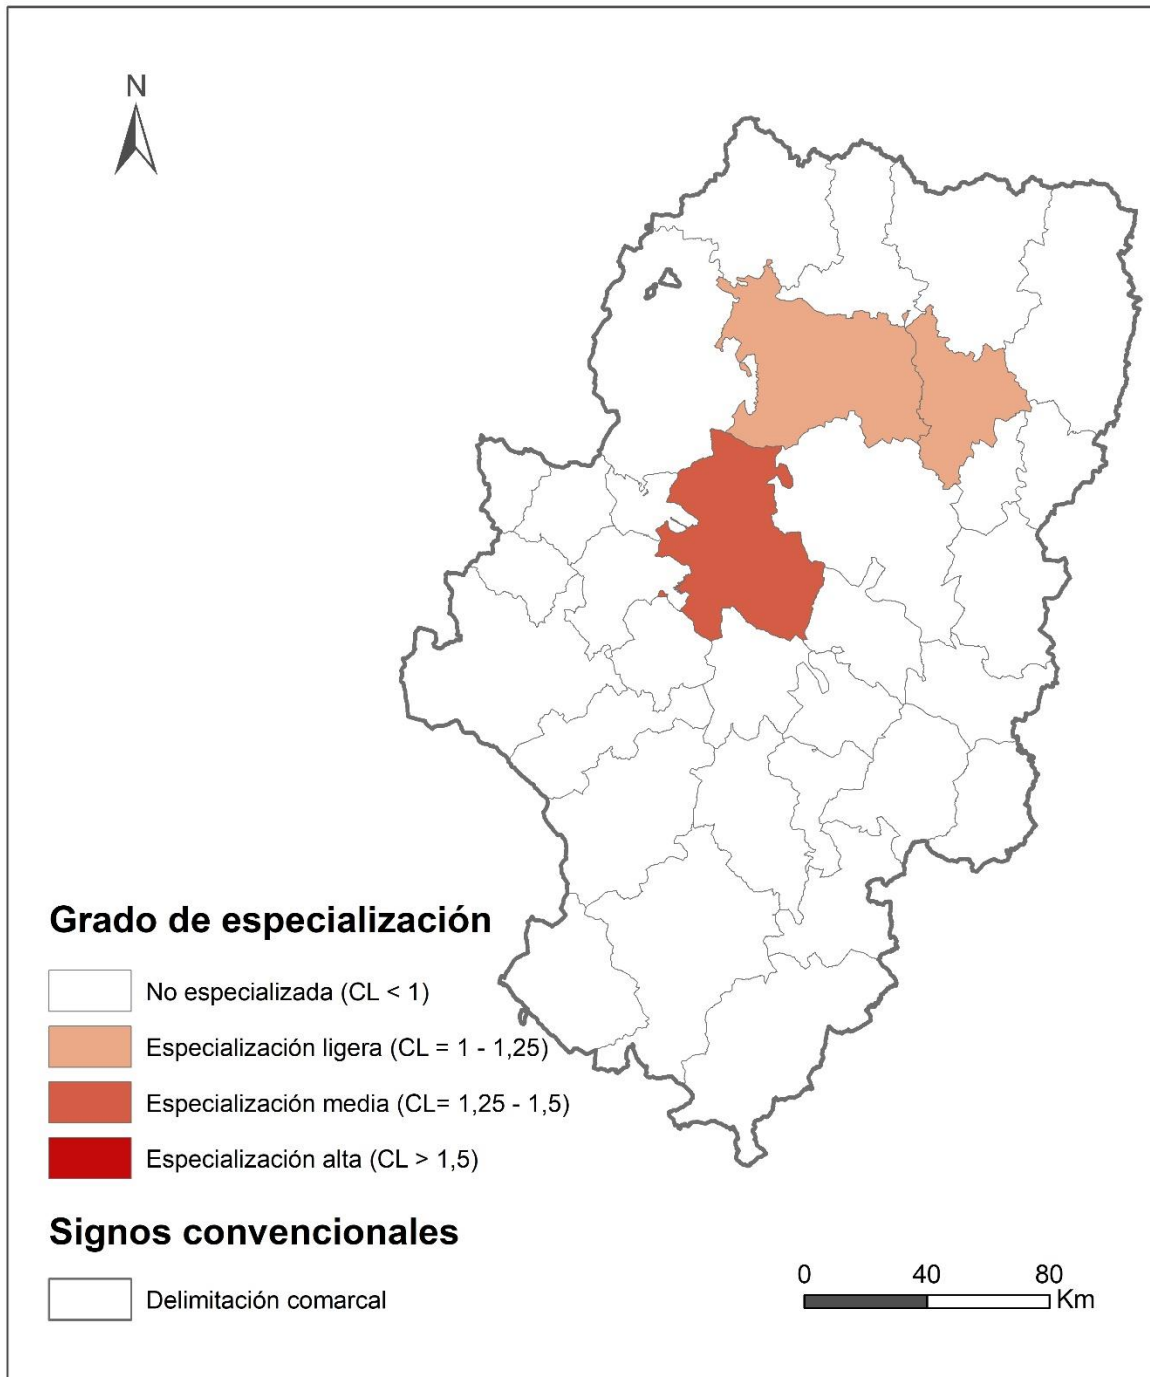 N
Grado de especialización
No especializada (CL < 1)
Especialización ligera (CL = 1 - 1,25)
Especialización media (CL= 1,25 - 1,5)
Especialización alta (CL > 1,5)
Signos convencionales
Delimitación comarcal
0 40 80
Km